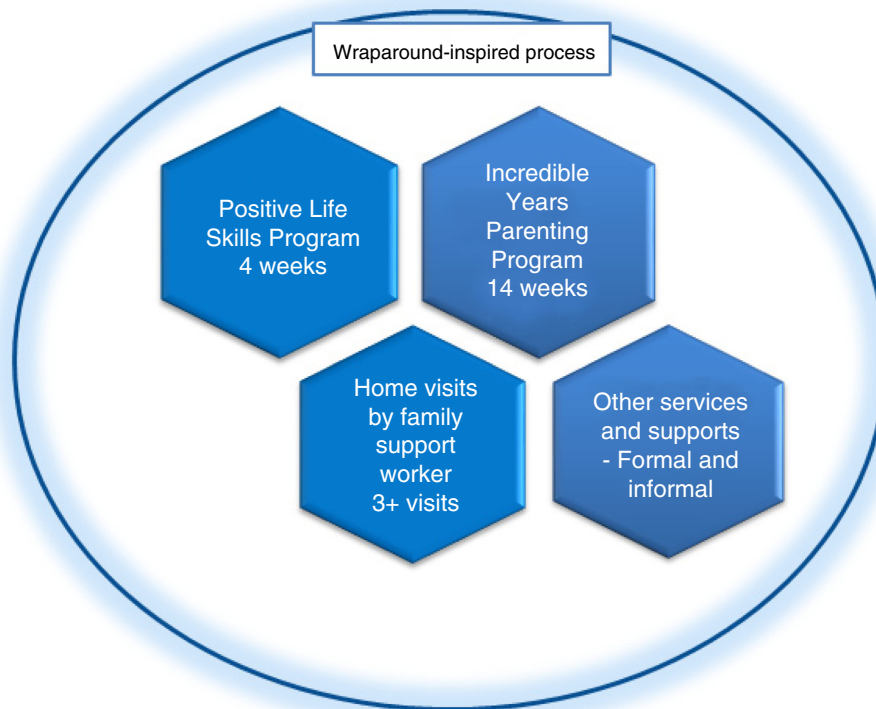 Wraparound-inspired process
Positive Life
Skills Program
4 weeks
Incredible
Years
Parenting
Program
14 weeks
Home visits
by family
support
worker
3+ visits
Other services
and supports
- Formal and
informal